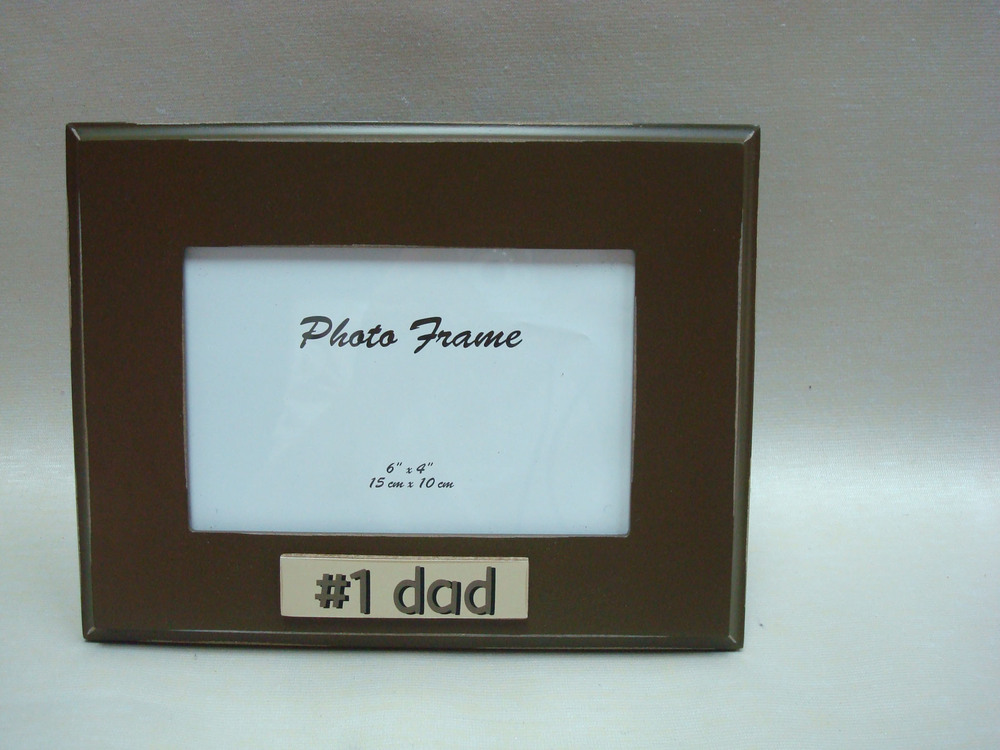 Photo Frame
6" x 4"
15 cm x 10 cm
#1 dad